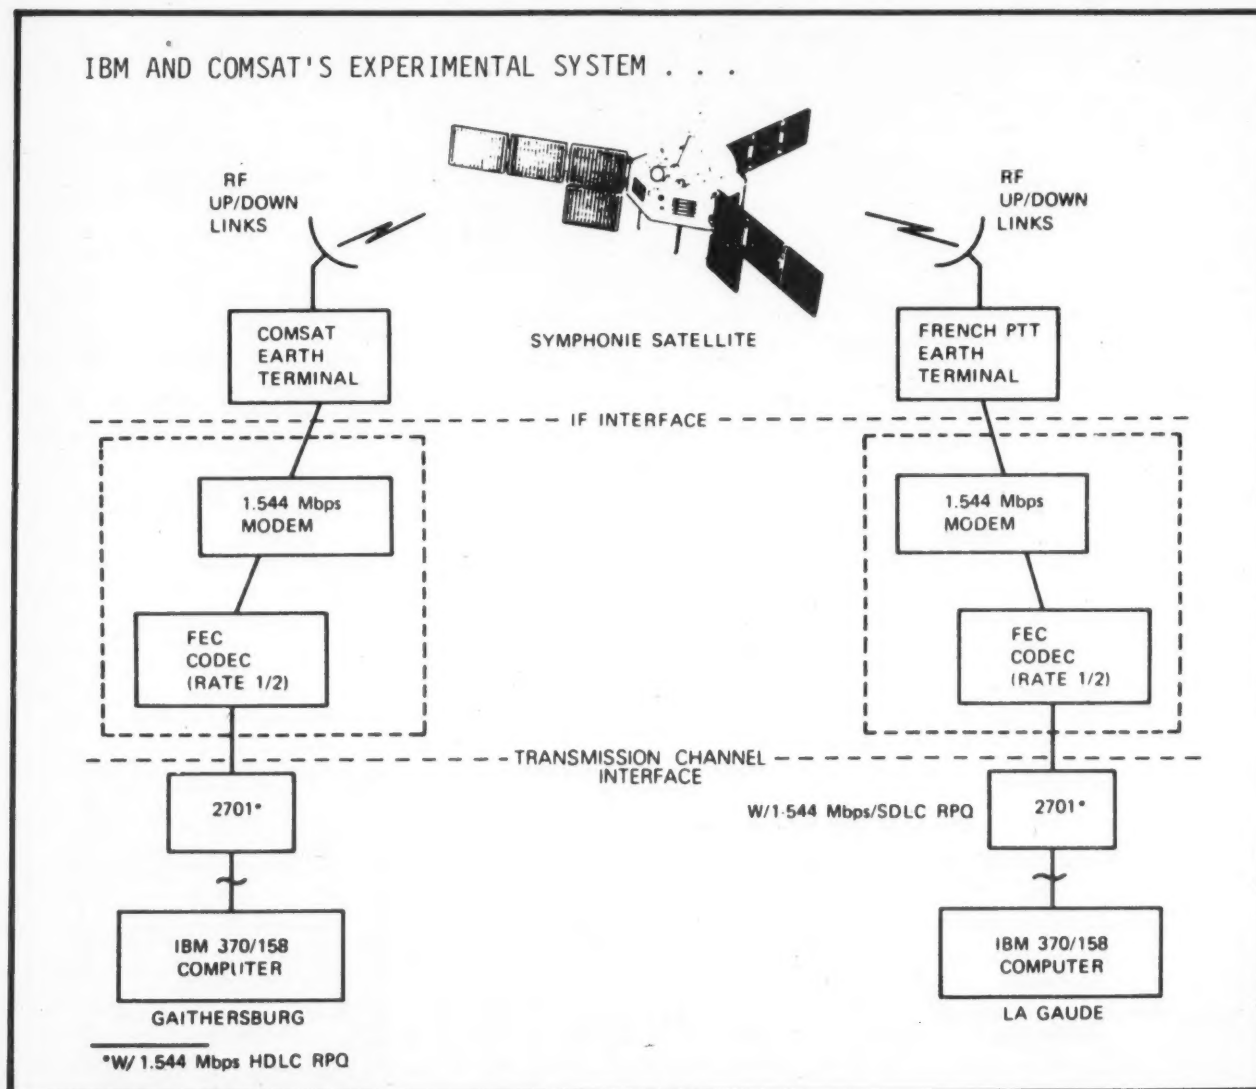 IBM AND COMSAT'S EXPERIMENTAL SYSTEM . . .
RF
UP/DOWN
LINKS
RF
UP/DOWN
LINKS
COMSAT
EARTH
TERMINAL
SYMPHONIE SATELLITE
FRENCH PTT
EARTH
TERMINAL
IF INTERFACE
1.544 Mbps
MODEM
1.544 Mbps
MODEM
FEC
CODEC
(RATE 1/2)
FEC
CODEC
(RATE 1/2)
TRANSMISSION CHANNEL
INTERFACE
2701*
W/1.544 Mbps/SDLC RPQ
2701*
IBM 370/158
COMPUTER
IBM 370/158
COMPUTER
GAITHERSBURG
LA GAUDE
*W/ 1.544 Mbps HDLC RPQ